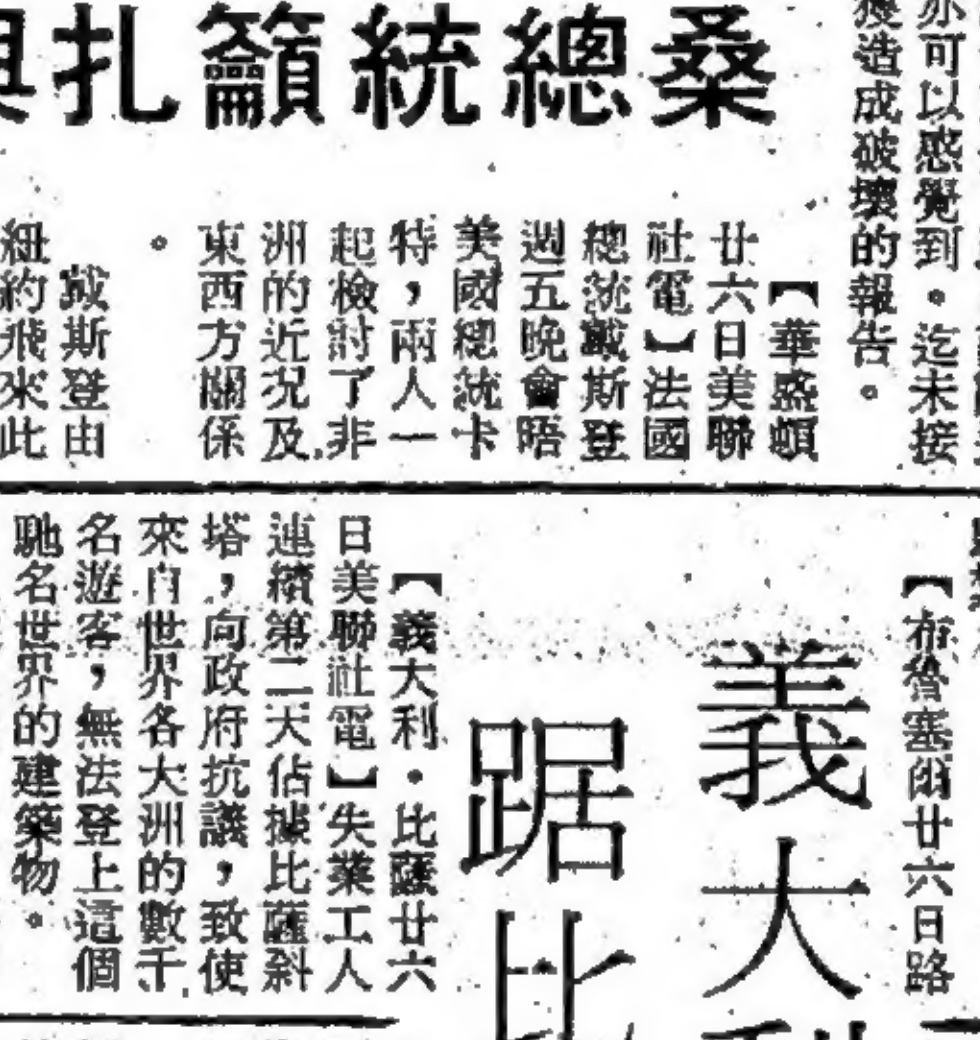 亦可以感覺到。迄未接
獲造成破壞的報告。
桑總統籲扎
【華盛頓
廿六日美聯
社電】法國
總統戴斯登
週五晚會晤
美國總統卡
特，兩人一
起檢討了非
洲的近況及
東西方關係
。
戴斯登由
紐約飛來此
【布魯塞爾廿六日路
義大利
踞比
【義大利・比薩廿六
日美聯社電】失業工人
連續第二天佔據比薩斜
塔，向政府抗議，致使
來自世界各大洲的數千
名遊客，無法登上這個
馳名世界的建築物。